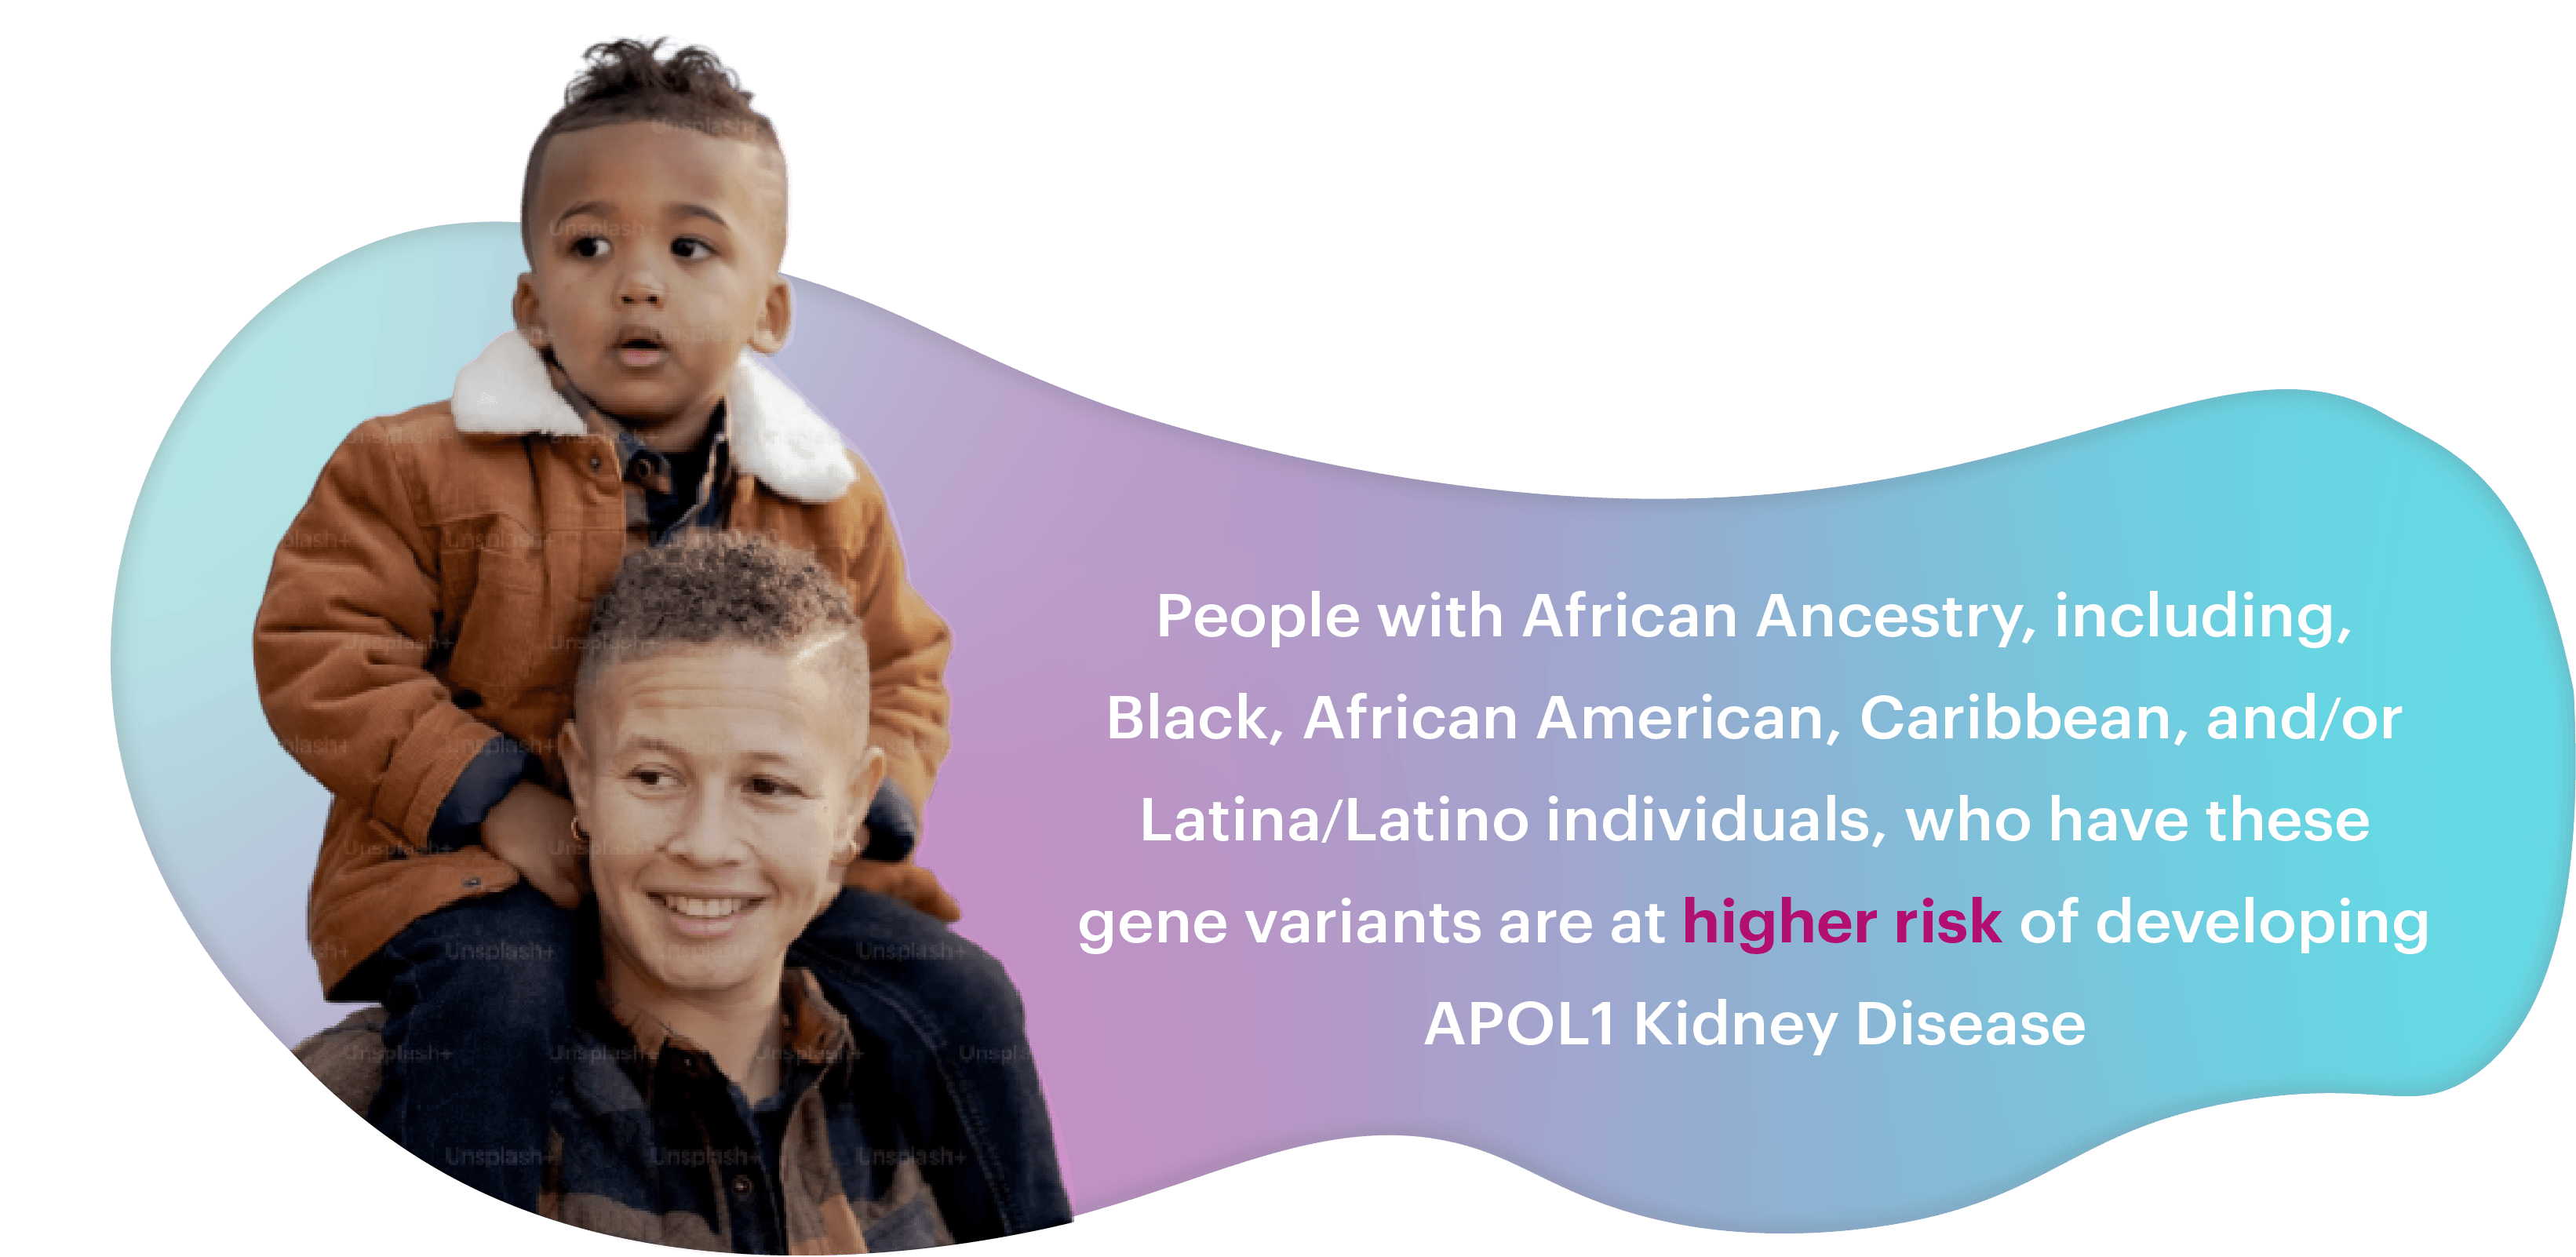 People with African Ancestry, including,
Black, African American, Caribbean, and/or
Latina/Latino individuals, who have these
gene variants are at higher risk of developing
APOL1 Kidney Disease
Unsplash+